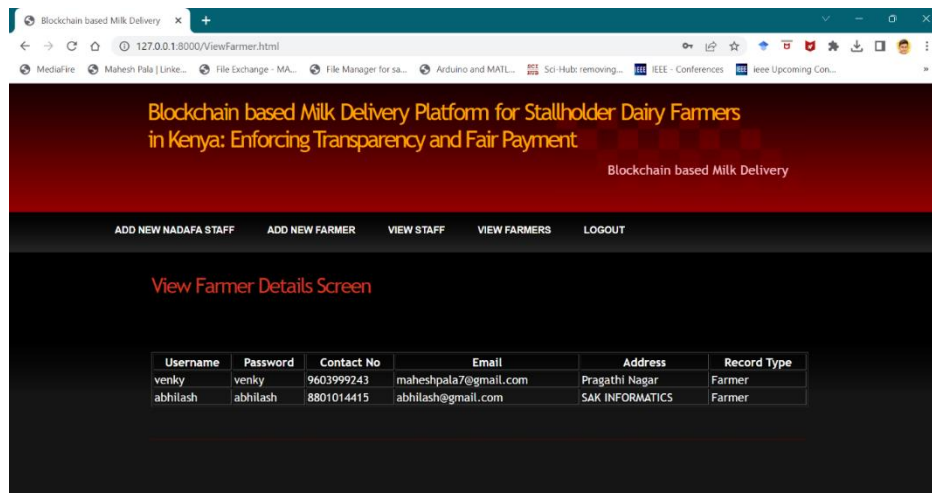 Blockchain based Milk Delivery
127.0.0.1:8000/ViewFarmer.html
MediaFire Mahesh Pala | Linke... File Exchange - MA... File Manager for sa... Arduino and MATL... Sci-Hub: removing... IEEE - Conferences ieee Upcoming Con...
Blockchain based Milk Delivery Platform for Stallholder Dairy Farmers
in Kenya: Enforcing Transparency and Fair Payment
Blockchain based Milk Delivery
ADD NEW NADAFA STAFF ADD NEW FARMER VIEW STAFF VIEW FARMERS LOGOUT
View Farmer Details Screen
Username Password Contact No Email Address Record Type
venky venky 9603999243 maheshpala7@gmail.com Pragathi Nagar Farmer
abhilash abhilash 8801014415 abhilash@gmail.com SAK INFORMATICS Farmer